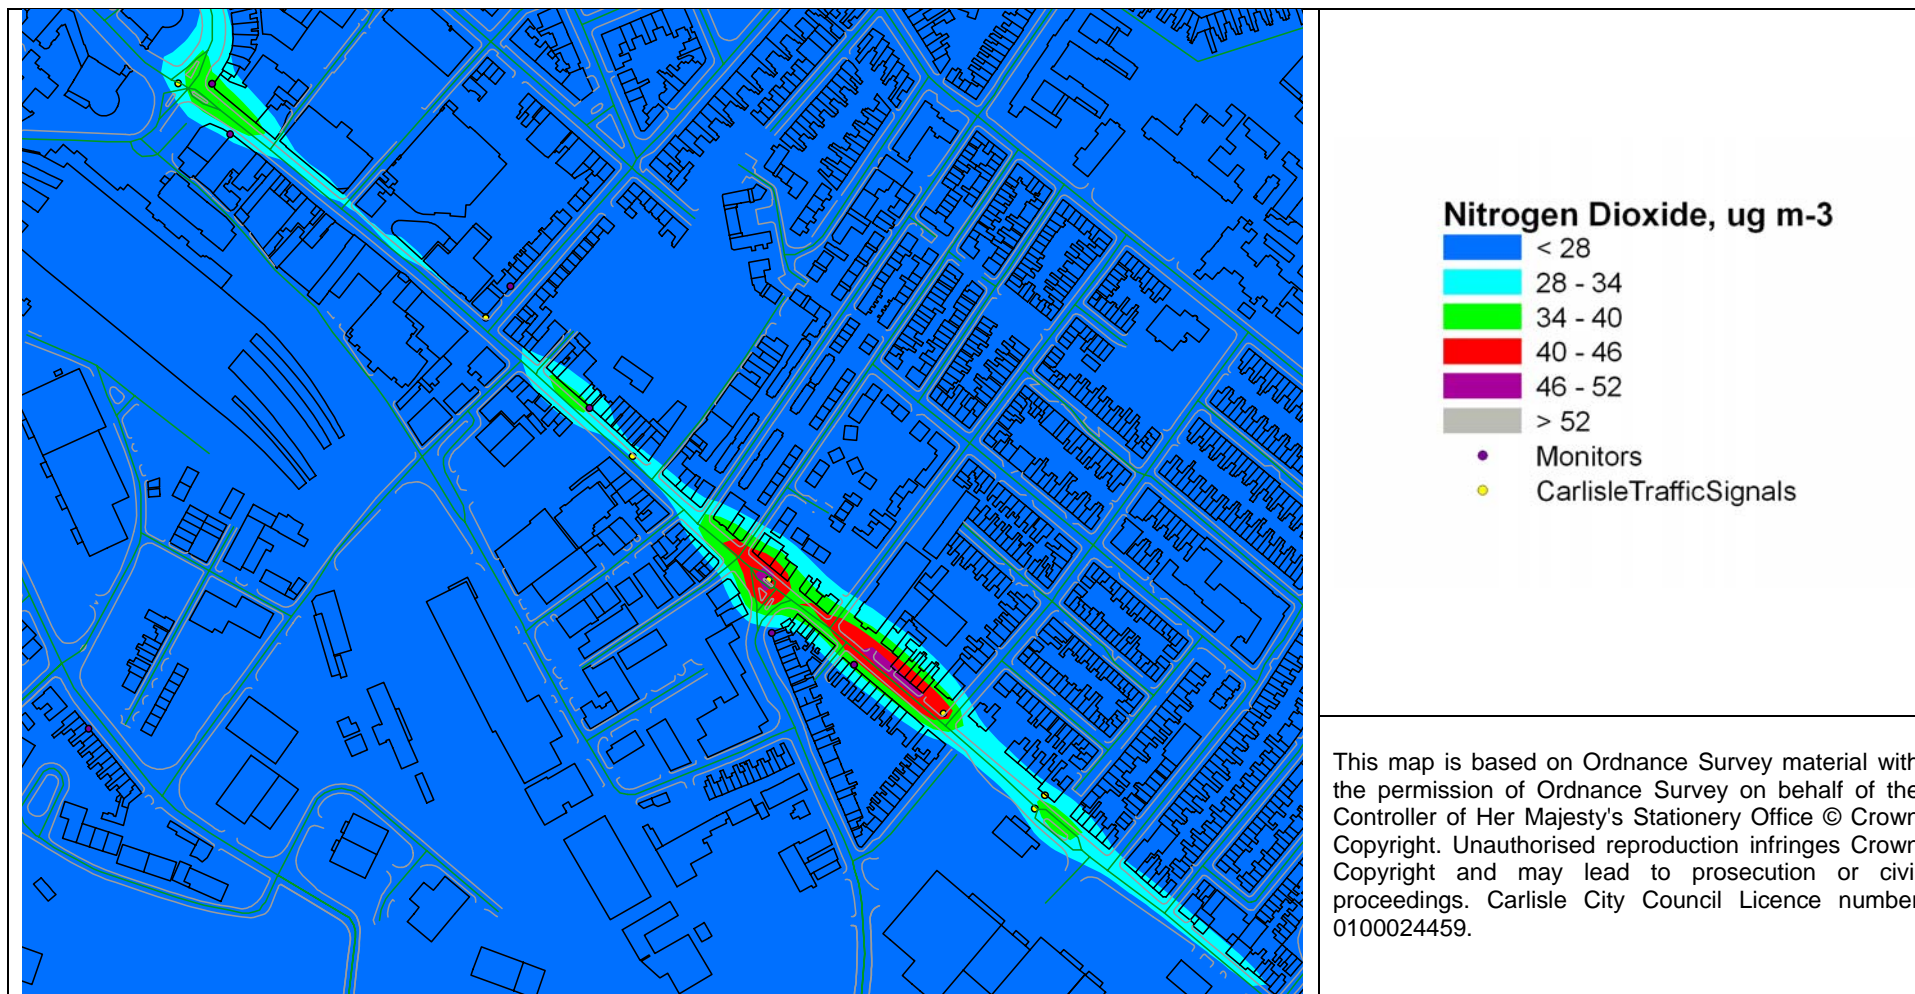 Nitrogen Dioxide, ug m-3
< 28
28 - 34
34 - 40
40 - 46
46 - 52
> 52
Monitors
CarlisleTrafficSignals
This map is based on Ordnance Survey material with
the permission of Ordnance Survey on behalf of the
Controller of Her Majesty's Stationery Office © Crown
Copyright. Unauthorised reproduction infringes Crown
Copyright and may lead to prosecution or civi
proceedings. Carlisle City Council Licence number
0100024459.